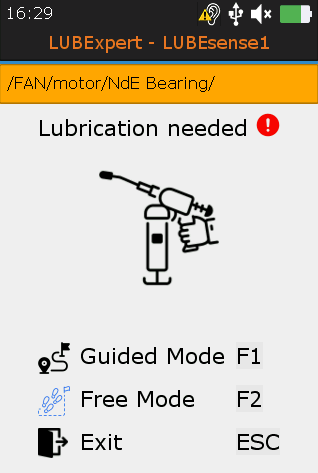 16:29
LUBExpert - LUBEsense1
/FAN/motor/NdE Bearing/
Lubrication needed
Guided Mode F1
Free Mode F2
Exit ESC